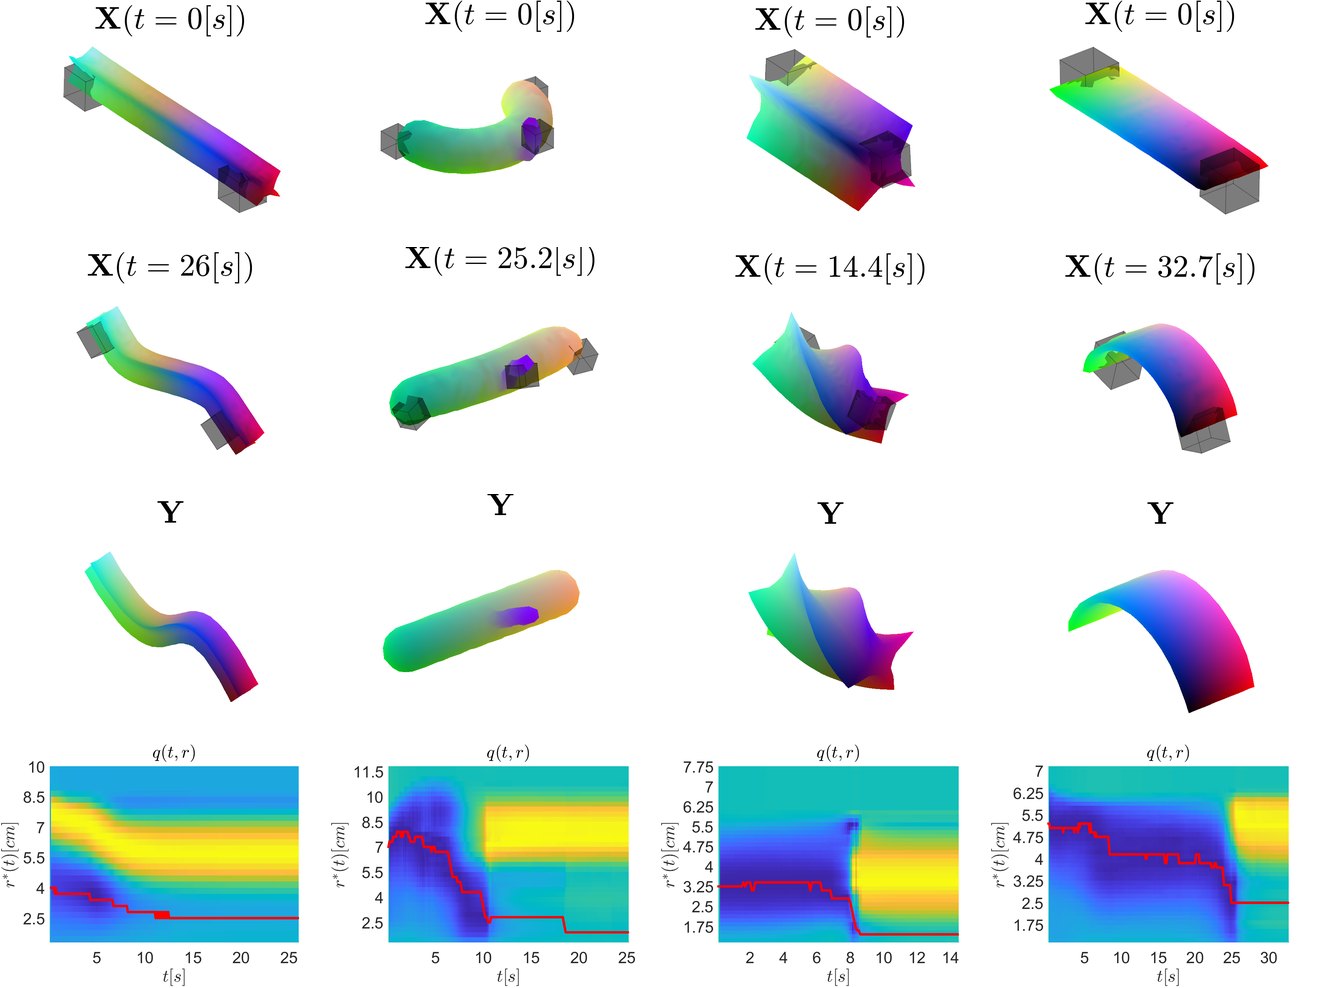 X(t = 0[s])
X(t = 0[s])
X(t = 0[s])
X(t = 0[s])
X(t = 26[s])
X(t = 25.2[s])
X(t = 14.4[s])
X(t = 32.7[s])
Y
Y
Y
Y
q(t, r)
10
8.5
7
5.5
4
2.5
r*(t)[cm]
5 10 15 20 25
t[s]
q(t, r)
11.5
10
8.5
7
5.5
4
2.5
r*(t)[cm]
5 10 15 20 25
t[s]
q(t, r)
7.75
7
6.25
5.5
4.75
4
3.25
2.5
1.75
r*(t)[cm]
2 4 6 8 10 12 14
t[s]
q(t, r)
7
6.25
5.5
4.75
4
3.25
2.5
1.75
r*(t)[cm]
5 10 15 20 25 30
t[s]